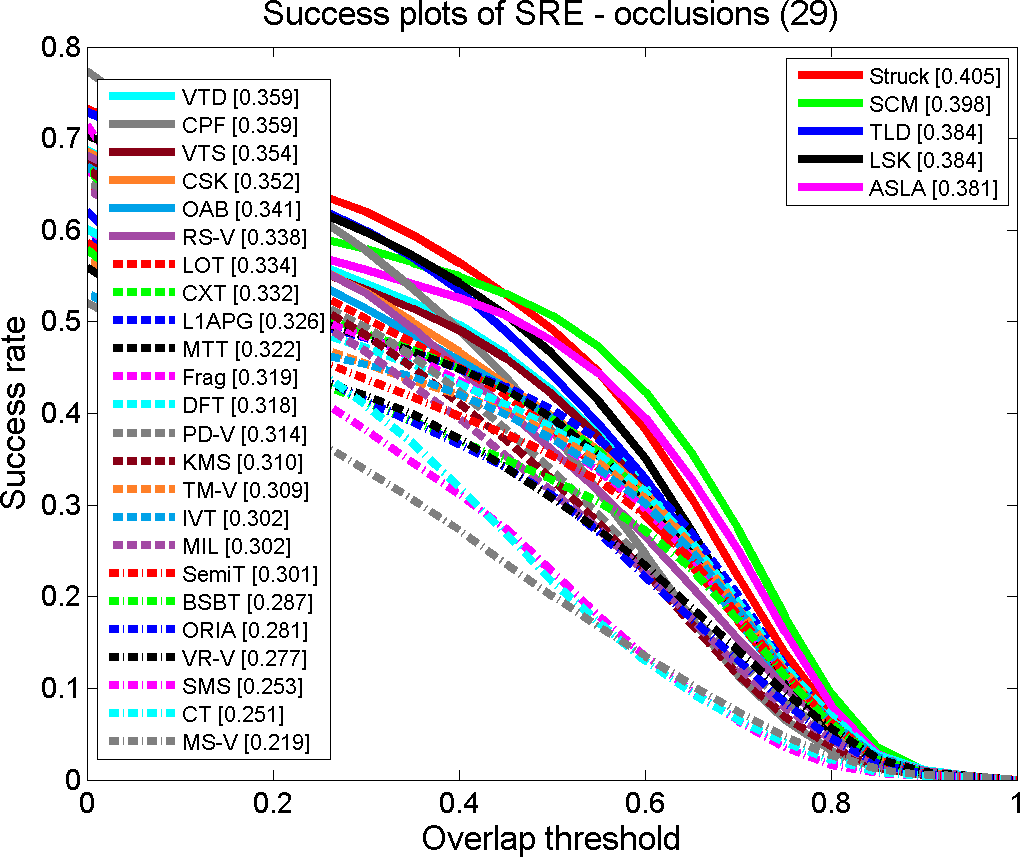 Success plots of SRE - occlusions (29)
Success rate
0.8
0.7
0.6
0.5
0.4
0.3
0.2
0.1
0
VTD [0.359]
CPF [0.359]
VTS [0.354]
CSK [0.352]
OAB [0.341]
RS-V [0.338]
LOT [0.334]
CXT [0.332]
L1APG [0.326]
MTT [0.322]
Frag [0.319]
DFT [0.318]
PD-V [0.314]
KMS [0.310]
TM-V [0.309]
IVT [0.302]
MIL [0.302]
SemiT [0.301]
BSBT [0.287]
ORIA [0.281]
VR-V [0.277]
SMS [0.253]
CT [0.251]
MS-V [0.219]
Struck [0.405]
SCM [0.398]
TLD [0.384]
LSK [0.384]
ASLA [0.381]
0 0.2 0.4 0.6 0.8 1
Overlap threshold